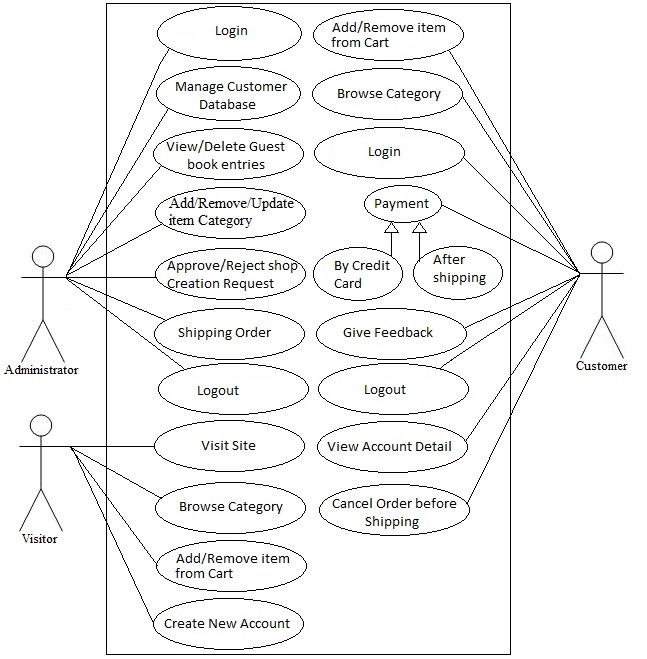 Login
Manage Customer
Database
View/Delete Guest
book entries
Add/Remove/Update
item Category
Approve/Reject shop
Creation Request
Shipping Order
Logout
Visit Site
Browse Category
Add/Remove item
from Cart
Create New Account
Add/Remove item
from Cart
Browse Category
Login
Payment
By Credit
Card
After
shipping
Give Feedback
Logout
View Account Detail
Cancel Order before
Shipping
Administrator
Visitor
Customer